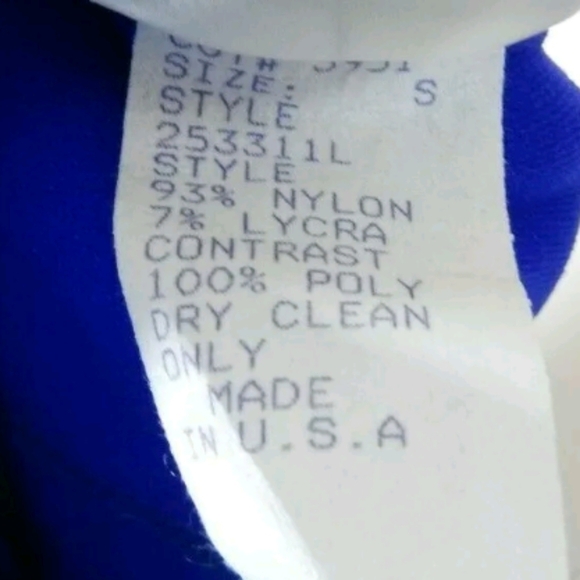 SIZE: S
STYLE
253311L
STYLE
93% NYLON
7% LYCRA
CONTRAST
100% POLY
DRY CLEAN
ONLY
MADE
IN U.S.A